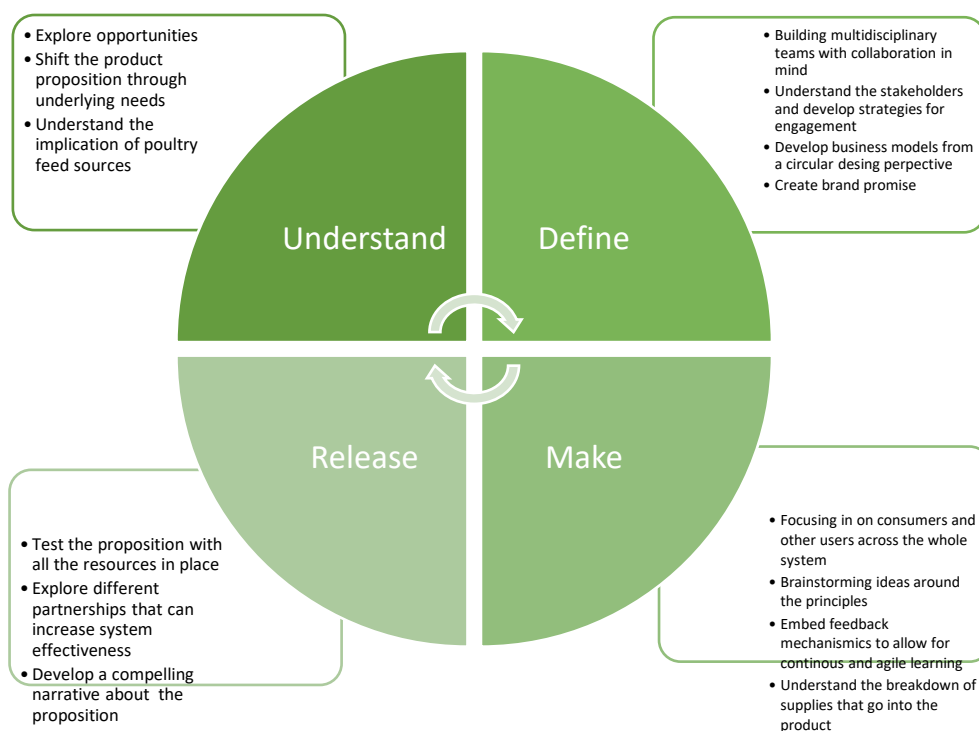 • Explore opportunities
• Shift the product
proposition through
underlying needs
• Understand the
implication of poultry
feed sources
• Building multidisciplinary
teams with collaboration in
mind
• Understand the stakeholders
and develop strategies for
engagement
• Develop business models from
a circular desing perpective
• Create brand promise
Understand
Define
Release
Make
• Test the proposition with
all the resources in place
• Explore different
partnerships that can
increase system
effectiveness
• Develop a compelling
narrative about the
proposition
• Focusing in on consumers and
other users across the whole
system
• Brainstorming ideas around
the principles
• Embed feedback
mechanismics to allow for
continous and agile learning
• Understand the breakdown of
supplies that go into the
product